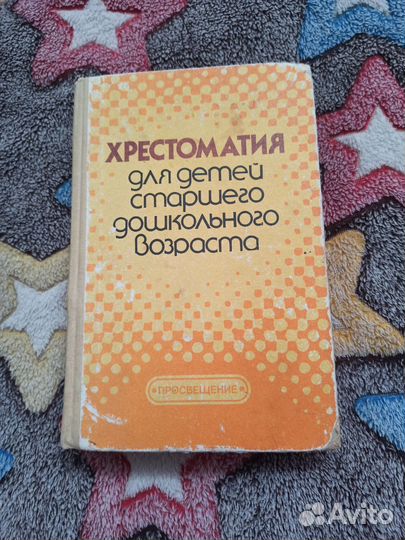 ХРЕСТОМАТИЯ
для детей
старшего
дошкольного
возраста
•ПРОСВЕЩЕНИЕ•
Avito